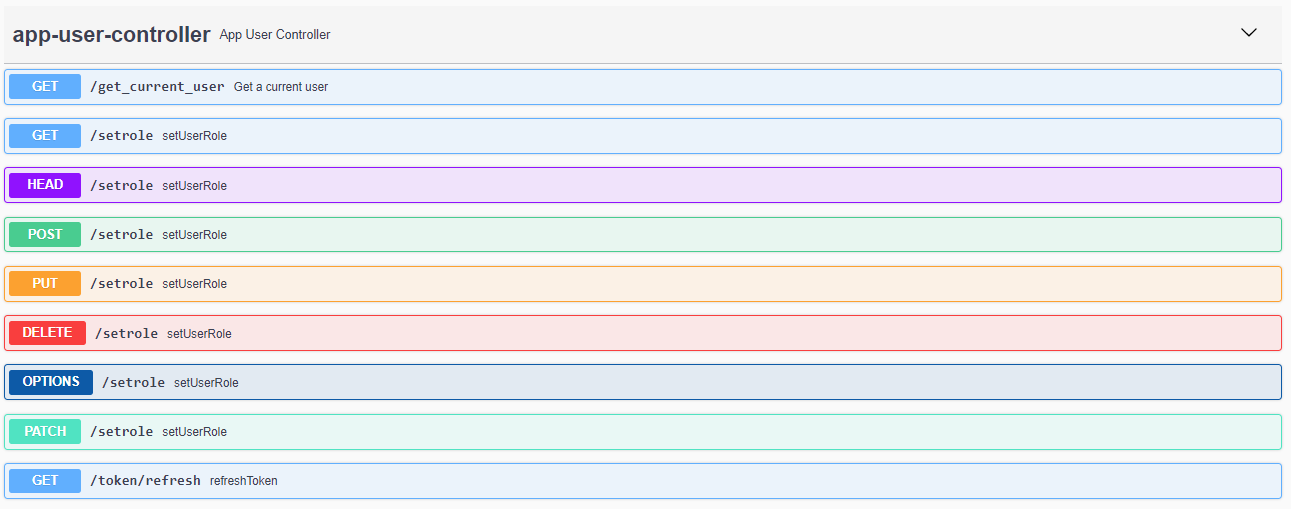 app-user-controller App User Controller
GET /get_current_user Get a current user
GET /setrole setUserRole
HEAD /setrole setUserRole
POST /setrole setUserRole
PUT /setrole setUserRole
DELETE /setrole setUserRole
OPTIONS /setrole setUserRole
PATCH /setrole setUserRole
GET /token/refresh refreshToken